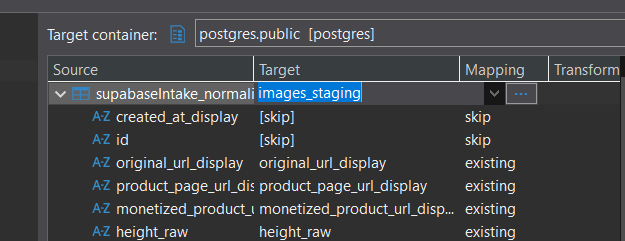 Target container: postgres.public [postgres]
Source Target Mapping Transform
supabaseIntake_normali images_staging ...
A-Z created_at_display [skip] skip
A-Z id [skip] skip
A-Z original_url_display original_url_display existing
A-Z product_page_url_dis product_page_url_display existing
A-Z monetized_product_u monetized_product_url_disp... existing
A-Z height_raw height_raw existing